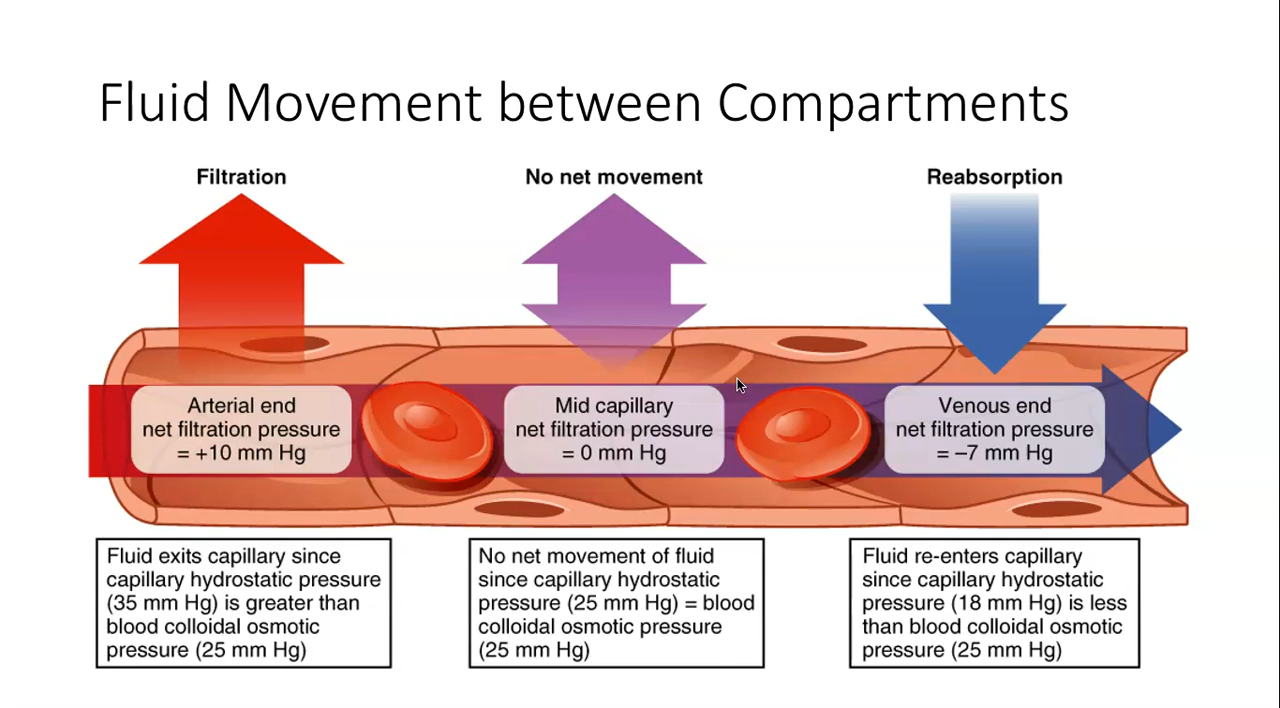 Fluid Movement between Compartments
Filtration
No net movement
Reabsorption
Arterial end
net filtration pressure
= +10 mm Hg
Mid capillary
net filtration pressure
= 0 mm Hg
Venous end
net filtration pressure
= –7 mm Hg
Fluid exits capillary since
capillary hydrostatic pressure
(35 mm Hg) is greater than
blood colloidal osmotic
pressure (25 mm Hg)
No net movement of fluid
since capillary hydrostatic
pressure (25 mm Hg) = blood
colloidal osmotic pressure
(25 mm Hg)
Fluid re-enters capillary
since capillary hydrostatic
pressure (18 mm Hg) is less
than blood colloidal osmotic
pressure (25 mm Hg)